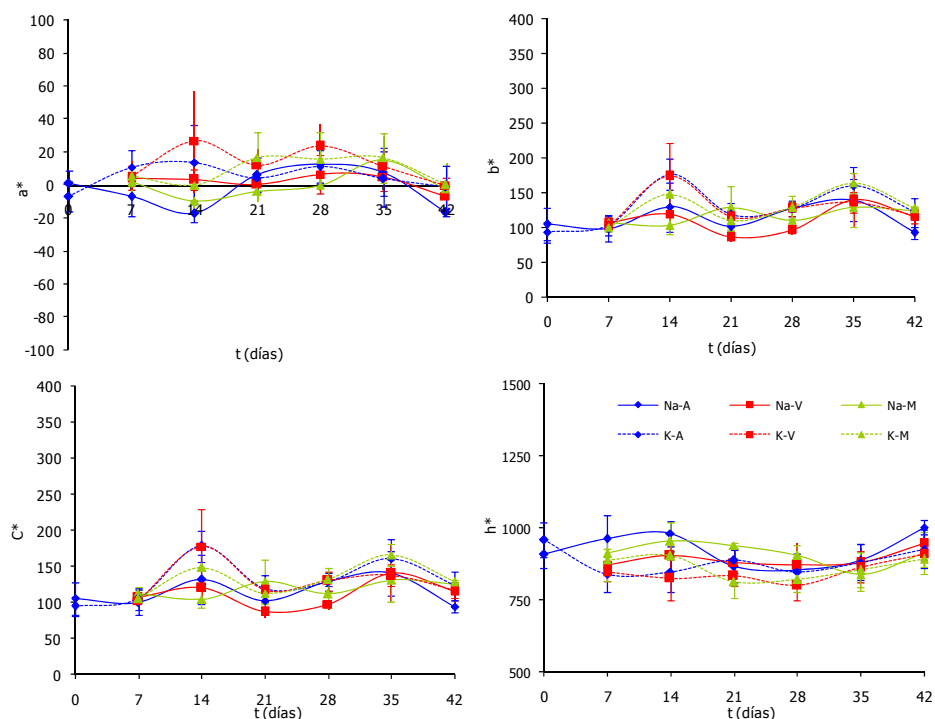 100
80
60
40
20
0
-20
-40
-60
-80
-100
a*
0 7 14 21 28 35 42
t (días)
400
350
300
250
200
150
100
50
0
b*
0 7 14 21 28 35 42
t (días)
400
350
300
250
200
150
100
50
0
C*
0 7 14 21 28 35 42
t (días)
1500
1250
1000
750
500
h*
Na-A Na-V Na-M
K-A K-V K-M
0 7 14 21 28 35 42
t (días)